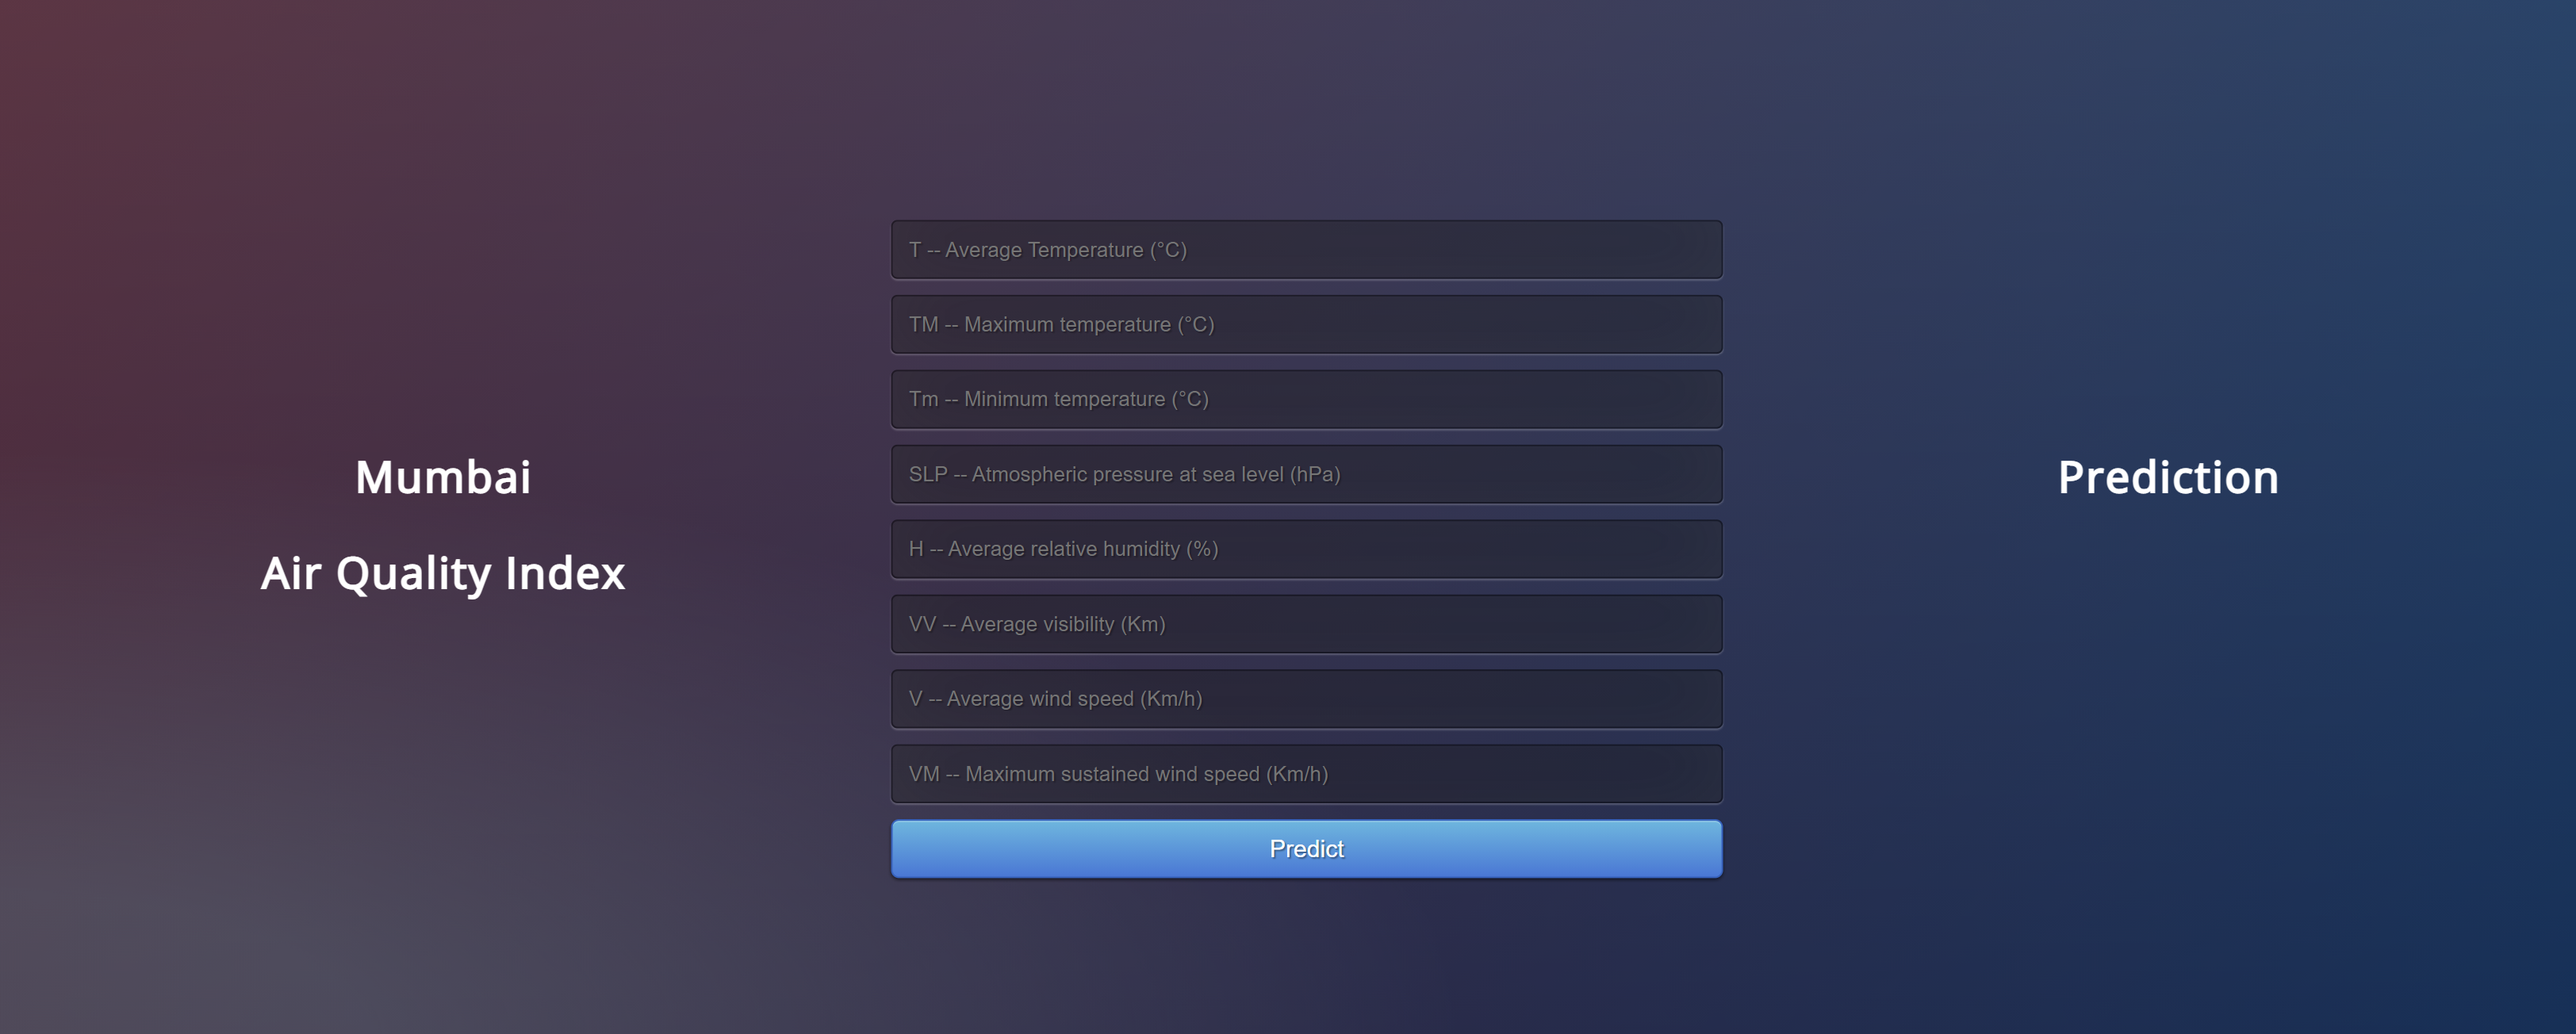 Mumbai
Air Quality Index
T -- Average Temperature (°C)
TM -- Maximum temperature (°C)
Tm -- Minimum temperature (°C)
SLP -- Atmospheric pressure at sea level (hPa)
H -- Average relative humidity (%)
VV -- Average visibility (Km)
V -- Average wind speed (Km/h)
VM -- Maximum sustained wind speed (Km/h)
Predict
Prediction